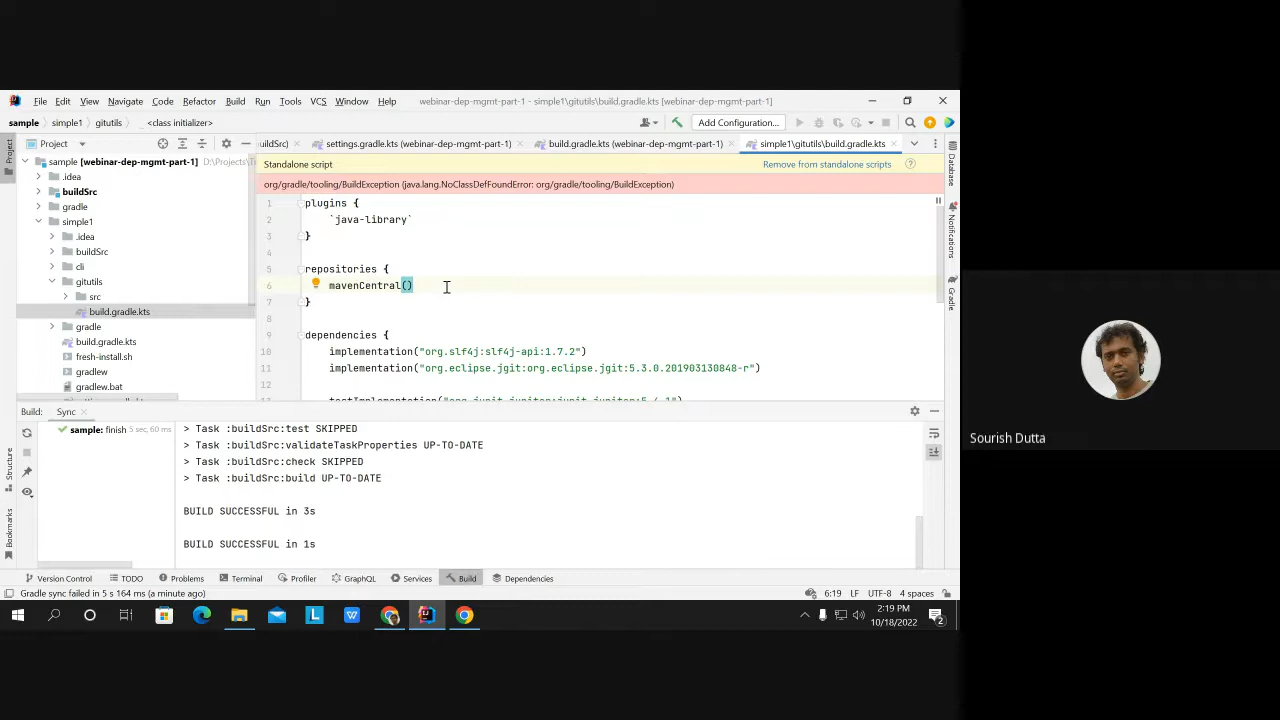 File Edit View Navigate Code Refactor Build Run Tools VCS Window Help webinar-dep-mgmt-part-1 - simple1\gitutils\build.gradle.kts [webinar-dep-mgmt-part-1]
sample simple1 gitutils <class initializer> Add Configuration...
Project
buildSrc) settings.gradle.kts (webinar-dep-mgmt-part-1) build.gradle.kts (webinar-dep-mgmt-part-1) simple1\gitutils\build.gradle.kts
sample [webinar-dep-mgmt-part-1] D:\Projects\
.idea
buildSrc
gradle
simple1
.idea
buildSrc
cli
gitutils
src
build.gradle.kts
gradle
build.gradle.kts
fresh-install.sh
gradlew
gradlew.bat
Standalone script Remove from standalone scripts
org/gradle/tooling/BuildException (java.lang.NoClassDefFoundError: org/gradle/tooling/BuildException)
1 plugins {
2 `java-library`
3 }
4
5 repositories {
6 mavenCentral()
7 }
8
9 dependencies {
10 implementation("org.slf4j:slf4j-api:1.7.2")
11 implementation("org.eclipse.jgit:org.eclipse.jgit:5.3.0.201903130848-r")
12
Project
Structure
Bookmarks
Database
Notifications
Gradle
Build: Sync
sample: finish 5 sec, 60 ms
> Task :buildSrc:test SKIPPED
> Task :buildSrc:validateTaskProperties UP-TO-DATE
> Task :buildSrc:check SKIPPED
> Task :buildSrc:build UP-TO-DATE
BUILD SUCCESSFUL in 3s
BUILD SUCCESSFUL in 1s
Version Control TODO Problems Terminal Profiler GraphQL Services Build Dependencies
Gradle sync failed in 5 s 164 ms (a minute ago) 6:19 LF UTF-8 4 spaces
2:19 PM
10/18/2022
2
Sourish Dutta